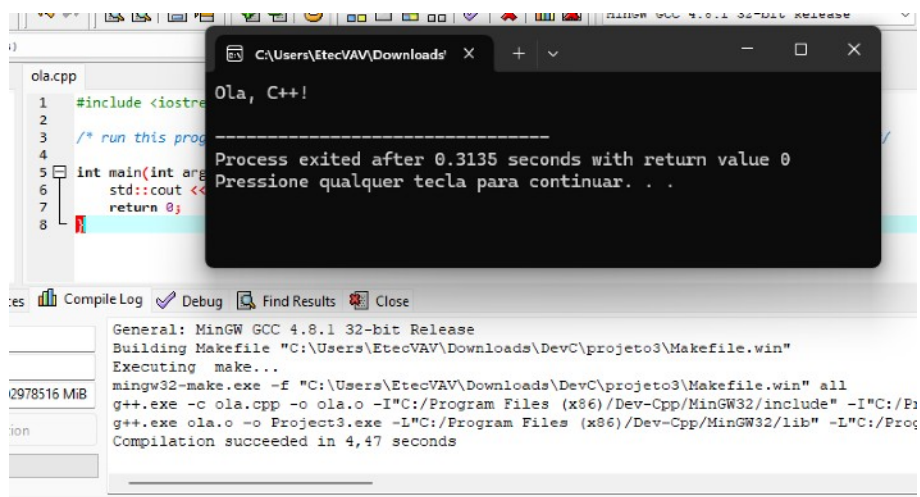 MinGW GCC 4.8.1 32-bit Release
C:\Users\EtecVAV\Downloads\
Ola, C++!
--------------------------------
Process exited after 0.3135 seconds with return value 0
Pressione qualquer tecla para continuar. . .
ola.cpp
1 #include <iostre
2
3 /* run this prog
4
5 int main(int arg
6 std::cout <<
7 return 0;
8 }
Compile Log Debug Find Results Close
General: MinGW GCC 4.8.1 32-bit Release
Building Makefile "C:\Users\EtecVAV\Downloads\DevC\projeto3\Makefile.win"
Executing make...
mingw32-make.exe -f "C:\Users\EtecVAV\Downloads\DevC\projeto3\Makefile.win" all
02978516 MiB
g++.exe -c ola.cpp -o ola.o -I"C:/Program Files (x86)/Dev-Cpp/MinGW32/include" -I"C:/Pr
g++.exe ola.o -o Project3.exe -L"C:/Program Files (x86)/Dev-Cpp/MinGW32/lib" -L"C:/Prog
Compilation succeeded in 4,47 seconds